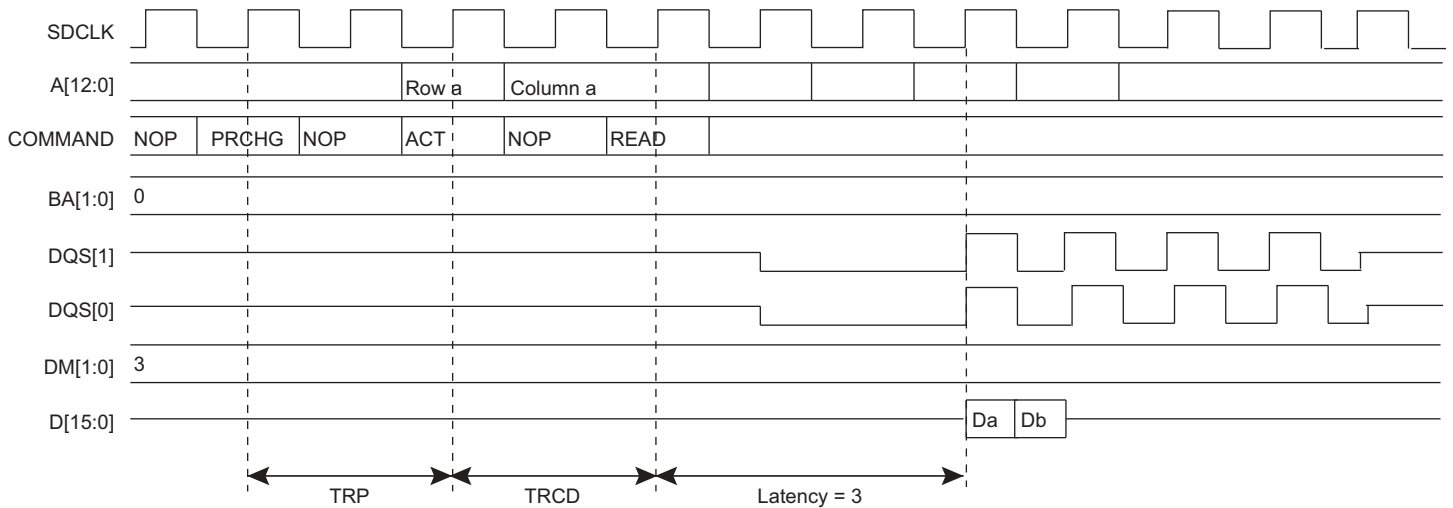 SDCLK
A[12:0] Row a Column a
COMMAND NOP PRCHG NOP ACT NOP READ
BA[1:0] 0
DQS[1]
DQS[0]
DM[1:0] 3
D[15:0] Da Db
TRP TRCD Latency = 3